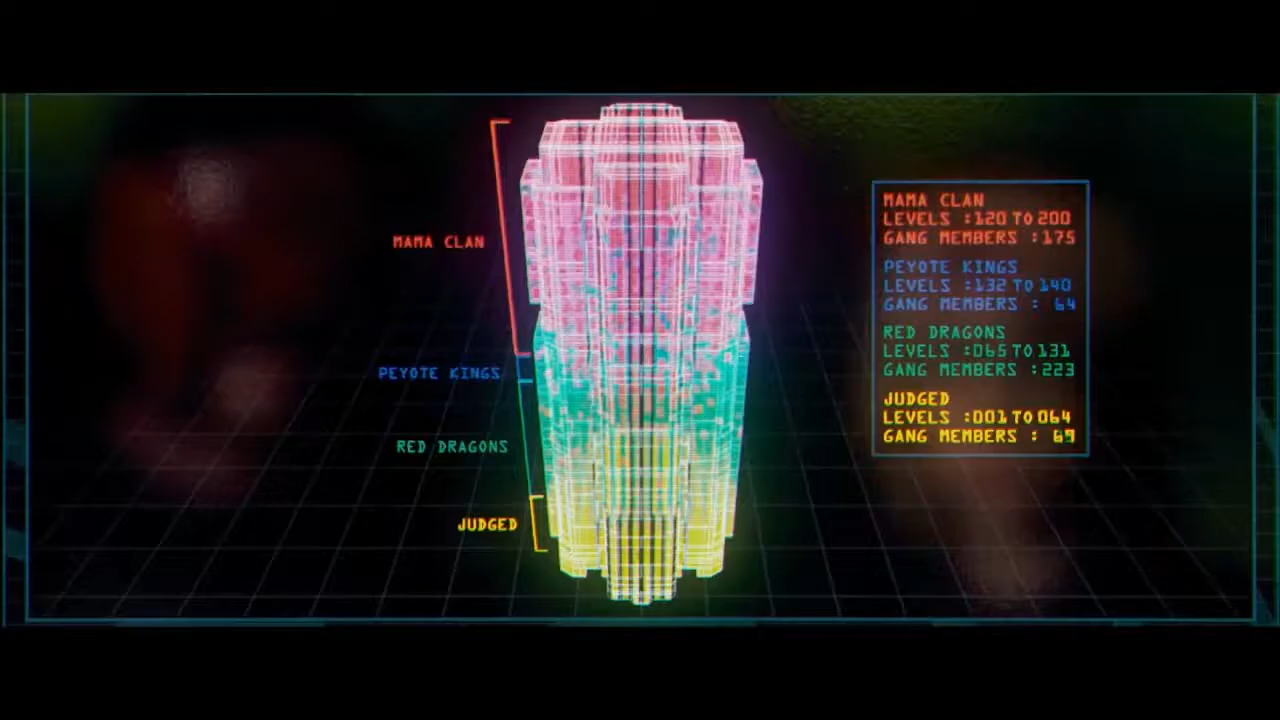 MAMA CLAN
PEYOTE KINGS
RED DRAGONS
JUDGED
MAMA CLAN
LEVELS :120 TO 200
GANG MEMBERS :175
PEYOTE KINGS
LEVELS :132 TO 140
GANG MEMBERS : 64
RED DRAGONS
LEVELS :065 TO 131
GANG MEMBERS :223
JUDGED
LEVELS :001 TO 064
GANG MEMBERS :